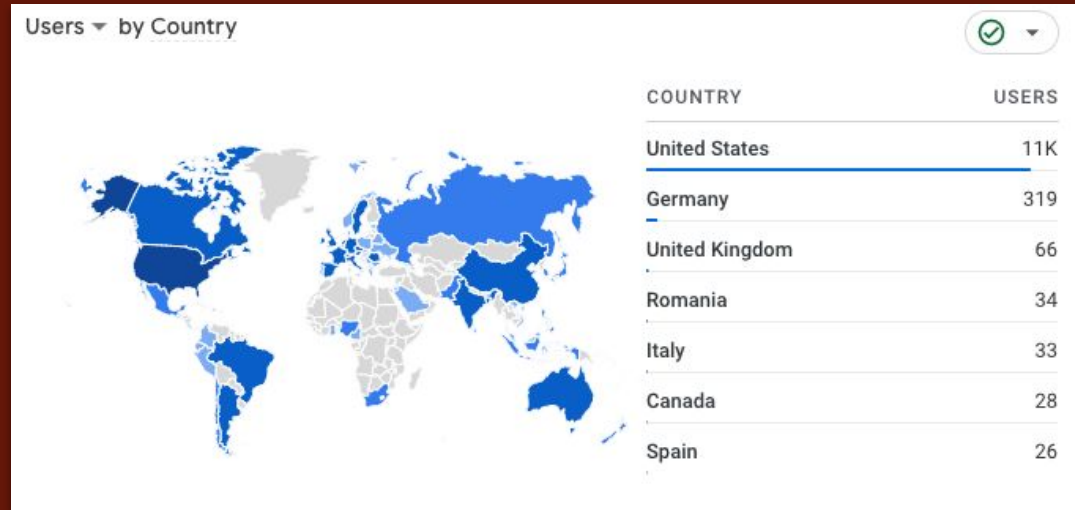 Users by Country
COUNTRY USERS
United States 11K
Germany 319
United Kingdom 66
Romania 34
Italy 33
Canada 28
Spain 26